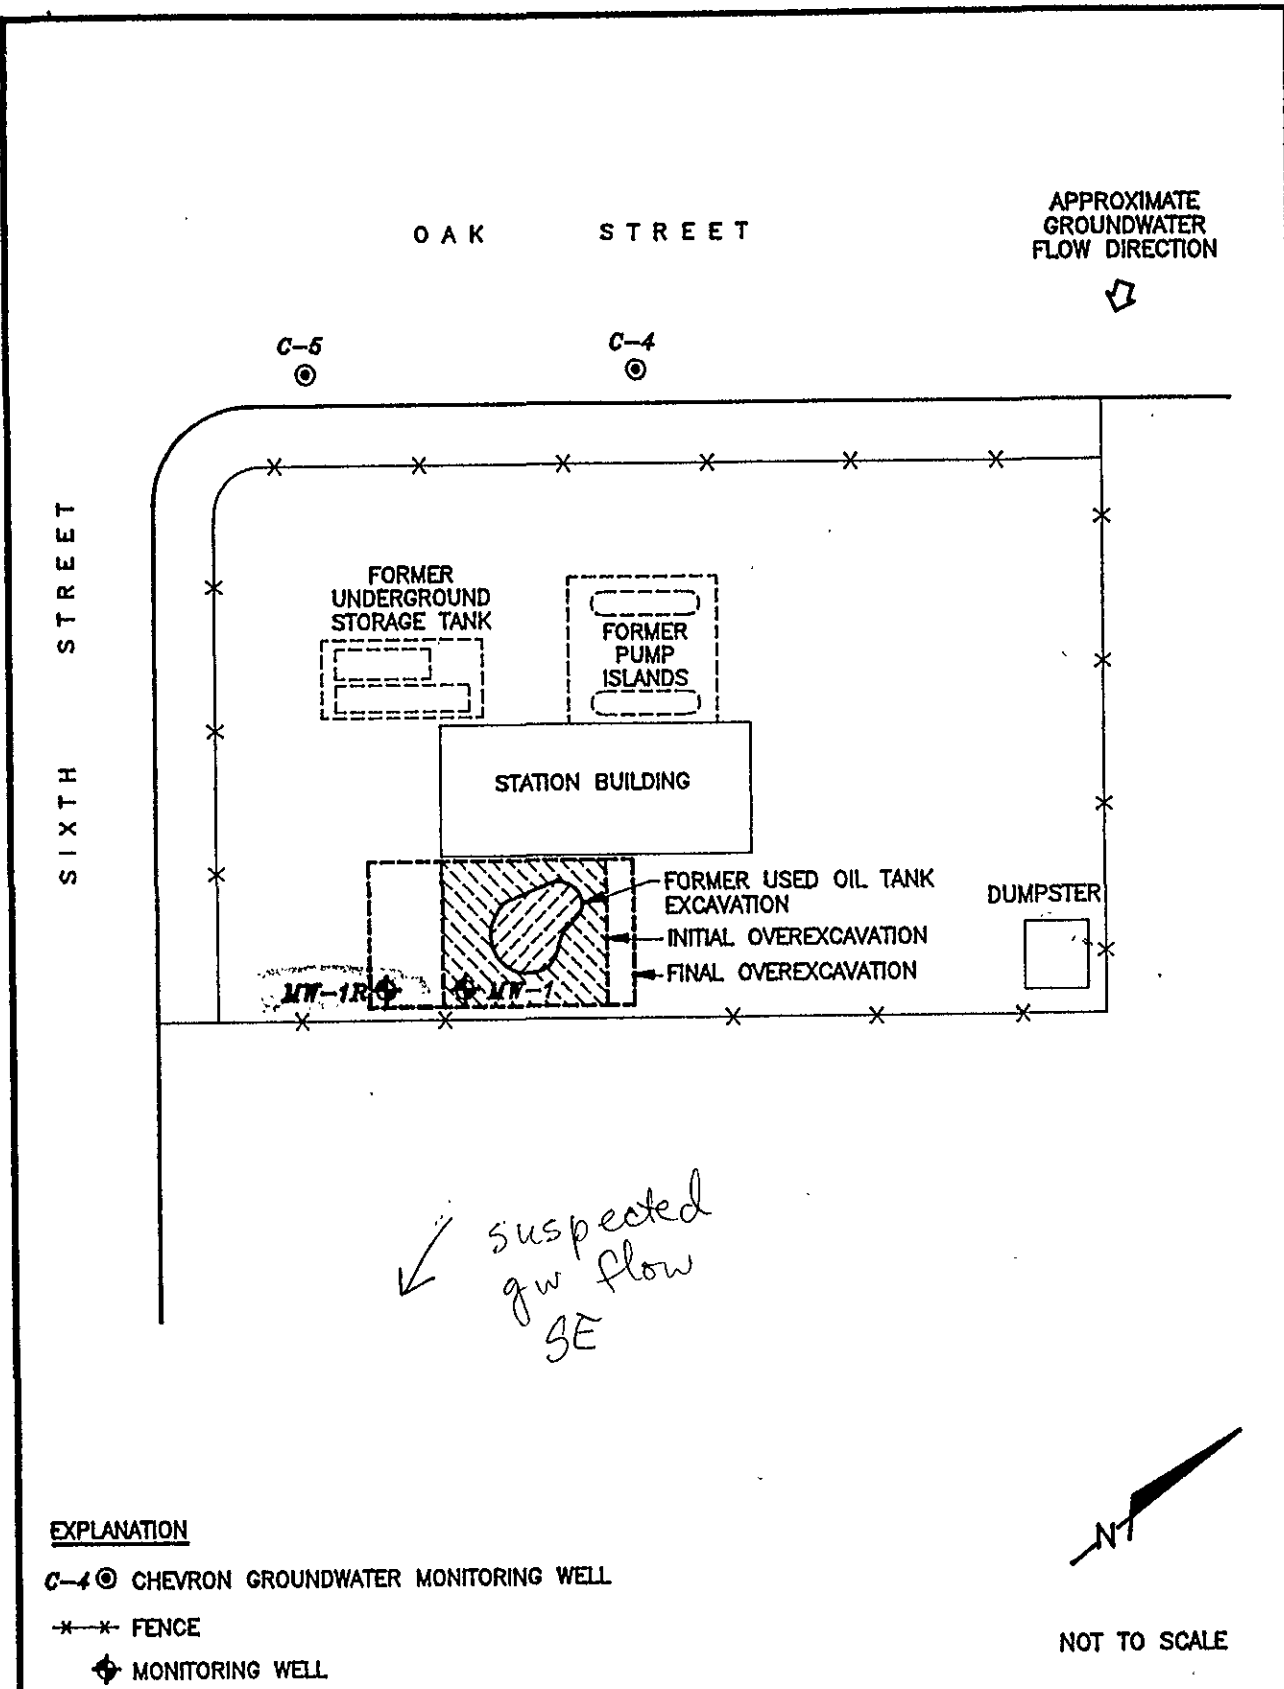 APPROXIMATE
GROUNDWATER
FLOW DIRECTION
OAK STREET
C-5
C-4
SIXTH STREET
FORMER
UNDERGROUND
STORAGE TANK
FORMER
PUMP
ISLANDS
STATION BUILDING
FORMER USED OIL TANK
EXCAVATION
INITIAL OVEREXCAVATION
FINAL OVEREXCAVATION
DUMPSTER
MW-1R
MW-1
suspected
gw flow
SE
N
EXPLANATION
C-4 CHEVRON GROUNDWATER MONITORING WELL
FENCE
MONITORING WELL
NOT TO SCALE